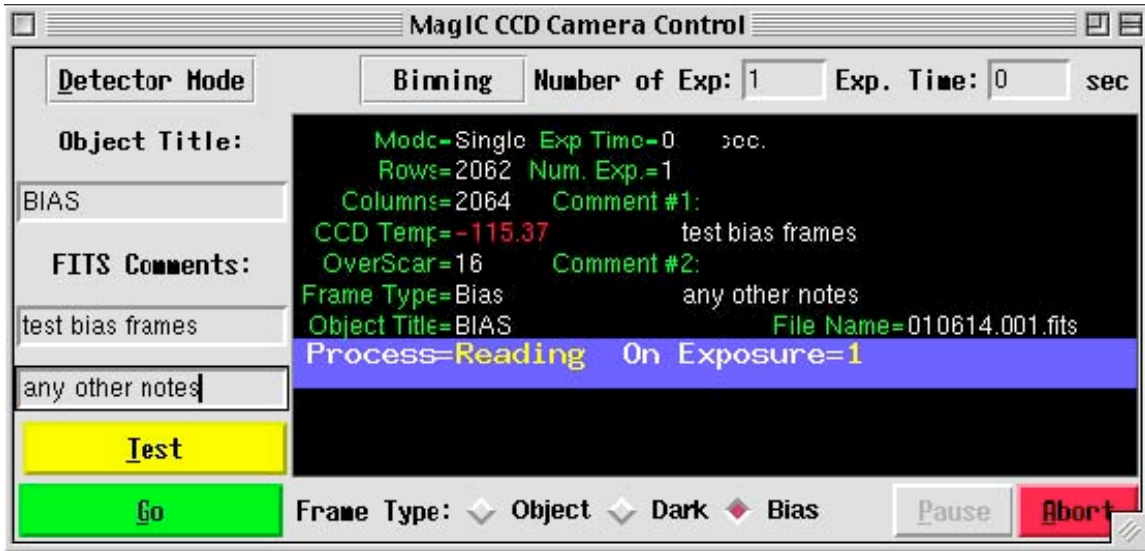 MagIC CCD Camera Control
Detector Mode Binning Number of Exp: 1 Exp. Time: 0 sec
Object Title:
BIAS
FITS Comments:
test bias frames
any other notes
Test
Go
Mode=Single Exp Time=0 sec.
Rows=2062 Num. Exp.=1
Columns=2064 Comment #1:
CCD Temp=-115.37 test bias frames
OverScan=16 Comment #2:
Frame Type=Bias any other notes
Object Title=BIAS File Name=010614.001.fits
Process=Reading On Exposure=1
Frame Type: Object Dark Bias Pause Abort